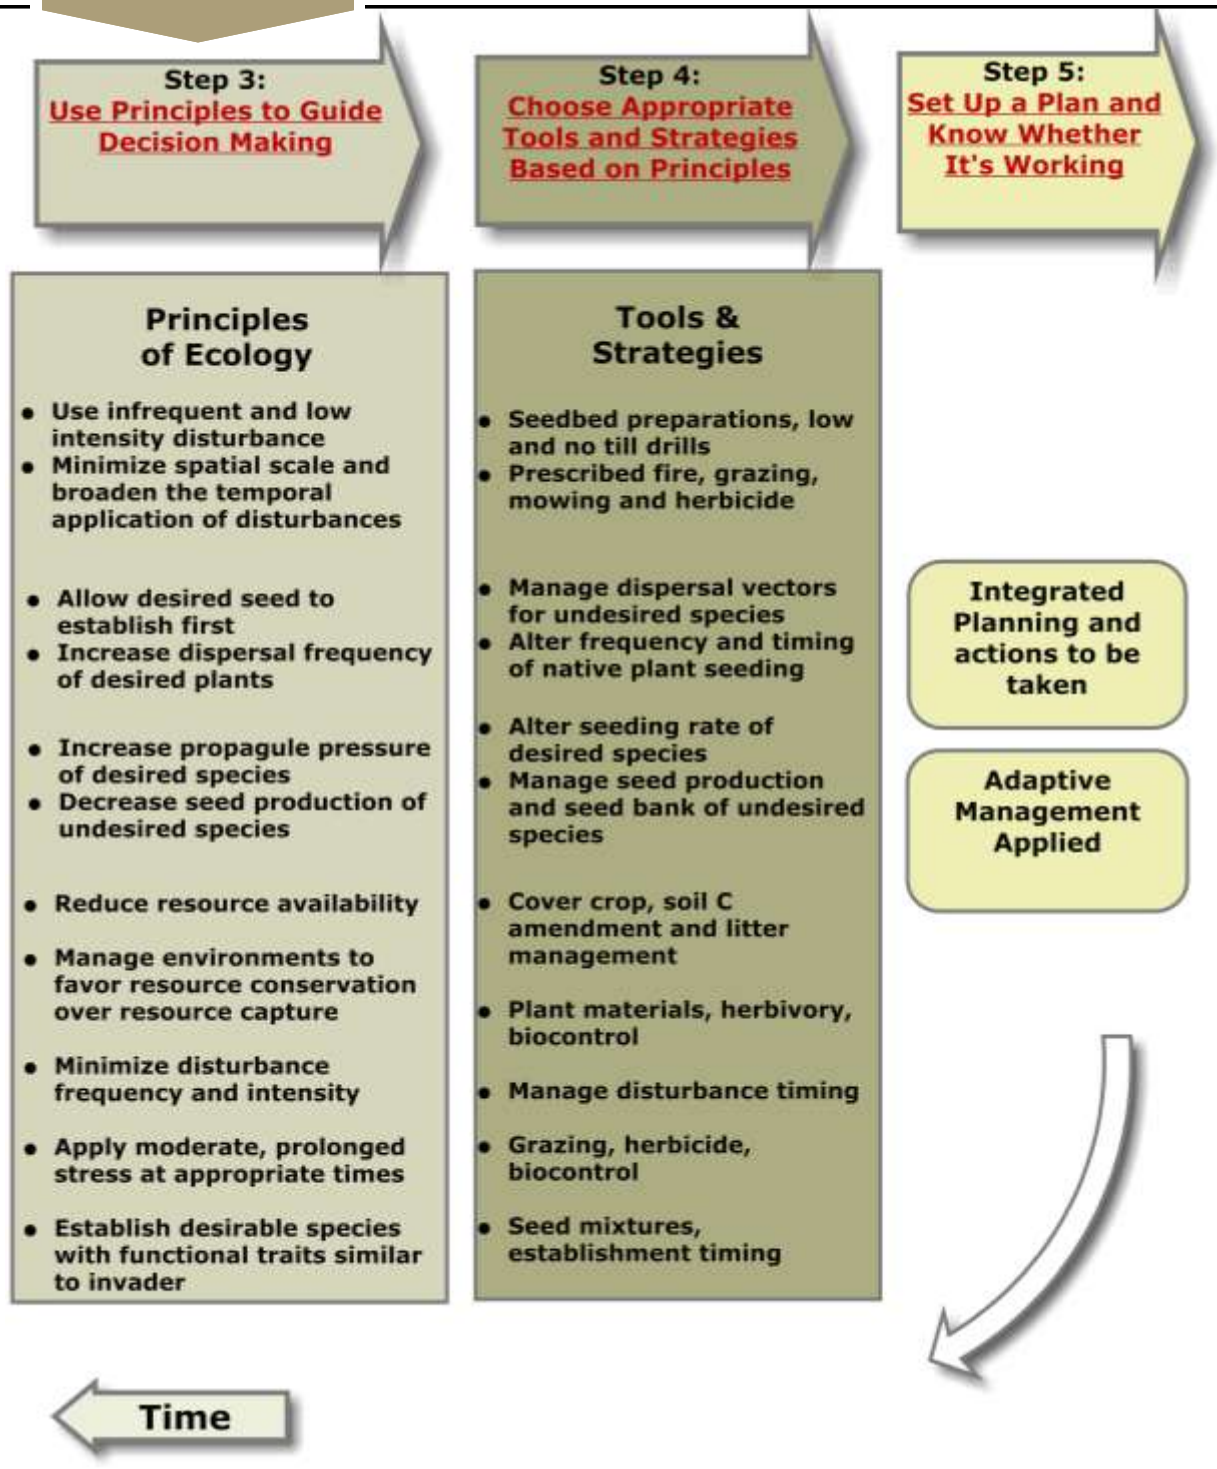 Step 3:
Use Principles to Guide
Decision Making
Step 4:
Choose Appropriate
Tools and Strategies
Based on Principles
Step 5:
Set Up a Plan and
Know Whether
It's Working
Principles
of Ecology
● Use infrequent and low
intensity disturbance
● Minimize spatial scale and
broaden the temporal
application of disturbances
● Allow desired seed to
establish first
● Increase dispersal frequency
of desired plants
● Increase propagule pressure
of desired species
● Decrease seed production of
undesired species
● Reduce resource availability
● Manage environments to
favor resource conservation
over resource capture
● Minimize disturbance
frequency and intensity
● Apply moderate, prolonged
stress at appropriate times
● Establish desirable species
with functional traits similar
to invader
Tools &
Strategies
● Seedbed preparations, low
and no till drills
● Prescribed fire, grazing,
mowing and herbicide
● Manage dispersal vectors
for undesired species
● Alter frequency and timing
of native plant seeding
● Alter seeding rate of
desired species
● Manage seed production
and seed bank of undesired
species
● Cover crop, soil C
amendment and litter
management
● Plant materials, herbivory,
biocontrol
● Manage disturbance timing
● Grazing, herbicide,
biocontrol
● Seed mixtures,
establishment timing
Integrated
Planning and
actions to be
taken
Adaptive
Management
Applied
Time